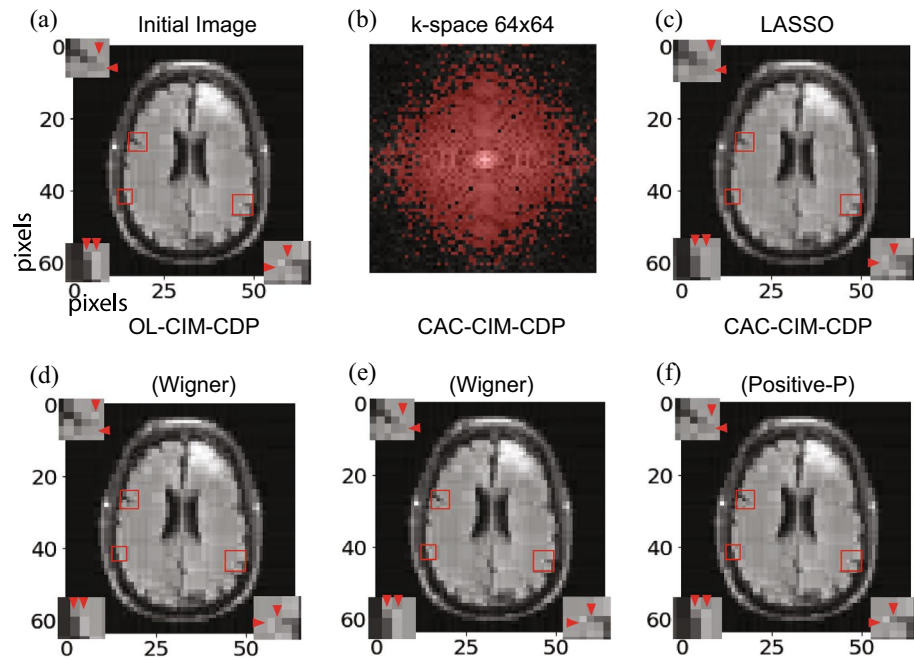 (a) Initial Image
(b) k-space 64x64
(c) LASSO
0
20
40
60
pixels
0 25 50
pixels
0
20
40
60
0 25 50
OL-CIM-CDP
(d) (Wigner)
CAC-CIM-CDP
(e) (Wigner)
CAC-CIM-CDP
(f) (Positive-P)
0
20
40
60
0 25 50
0
20
40
60
0 25 50
0
20
40
60
0 25 50